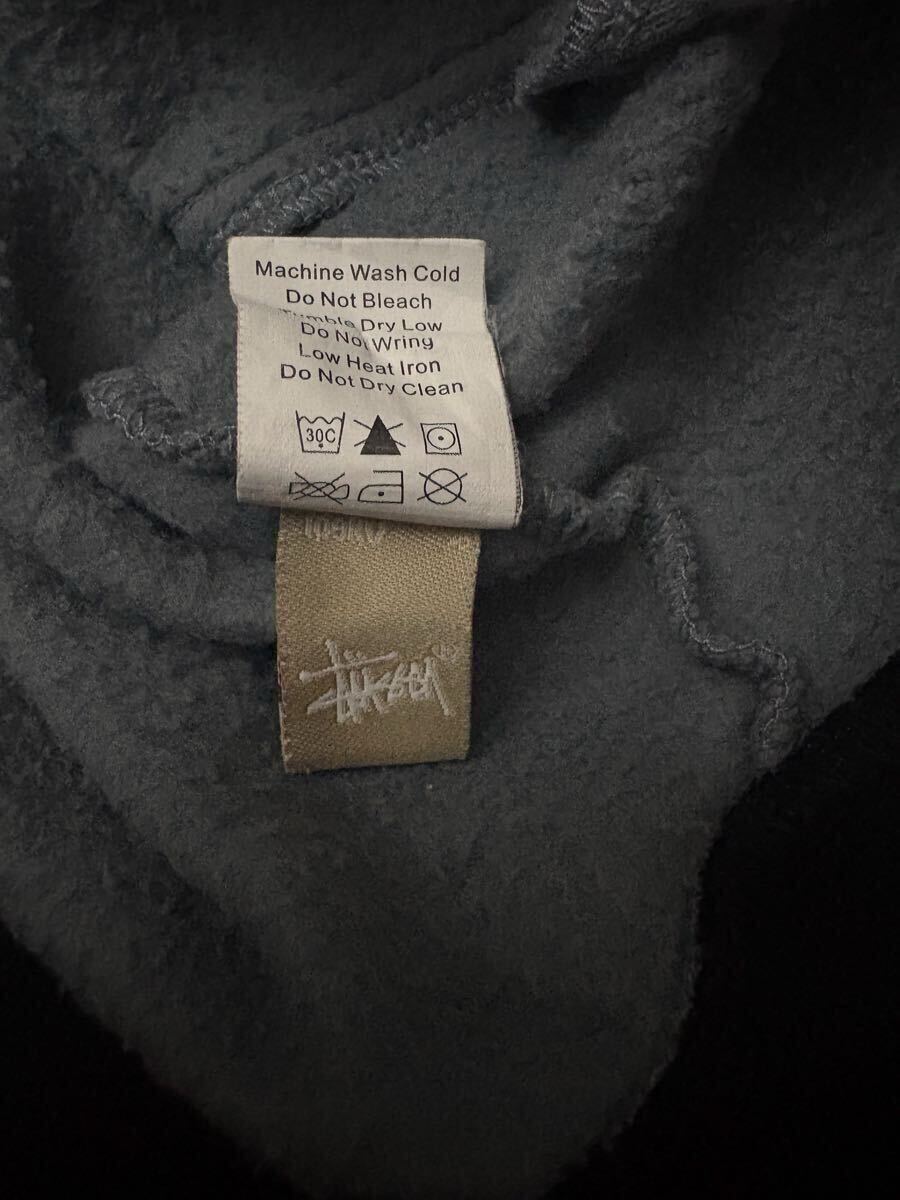 Machine Wash Cold
Do Not Bleach
Tumble Dry Low
Do Not Wring
Low Heat Iron
Do Not Dry Clean
30C
Stüssy ®